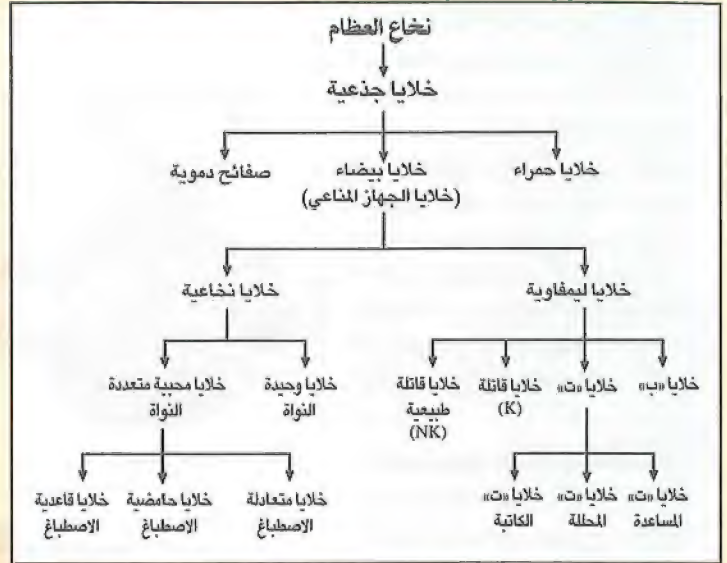 نخاع العظام
خلايا جذعية
خلايا حمراء
خلايا بيضاء
(خلايا الجهاز المناعي)
صفائح دموية
خلايا ليمفاوية
خلايا نخاعية
خلايا «ب»
خلايا «ت»
خلايا قاتلة
(K)
خلايا قاتلة
طبيعية
(NK)
خلايا وحيدة
النواة
خلايا محببة متعددة
النواة
خلايا «ت»
المساعدة
خلايا «ت»
المحللة
خلايا «ت»
الكاتبة
خلايا متعادلة
الاصطباغ
خلايا حامضية
الاصطباغ
خلايا قاعدية
الاصطباغ